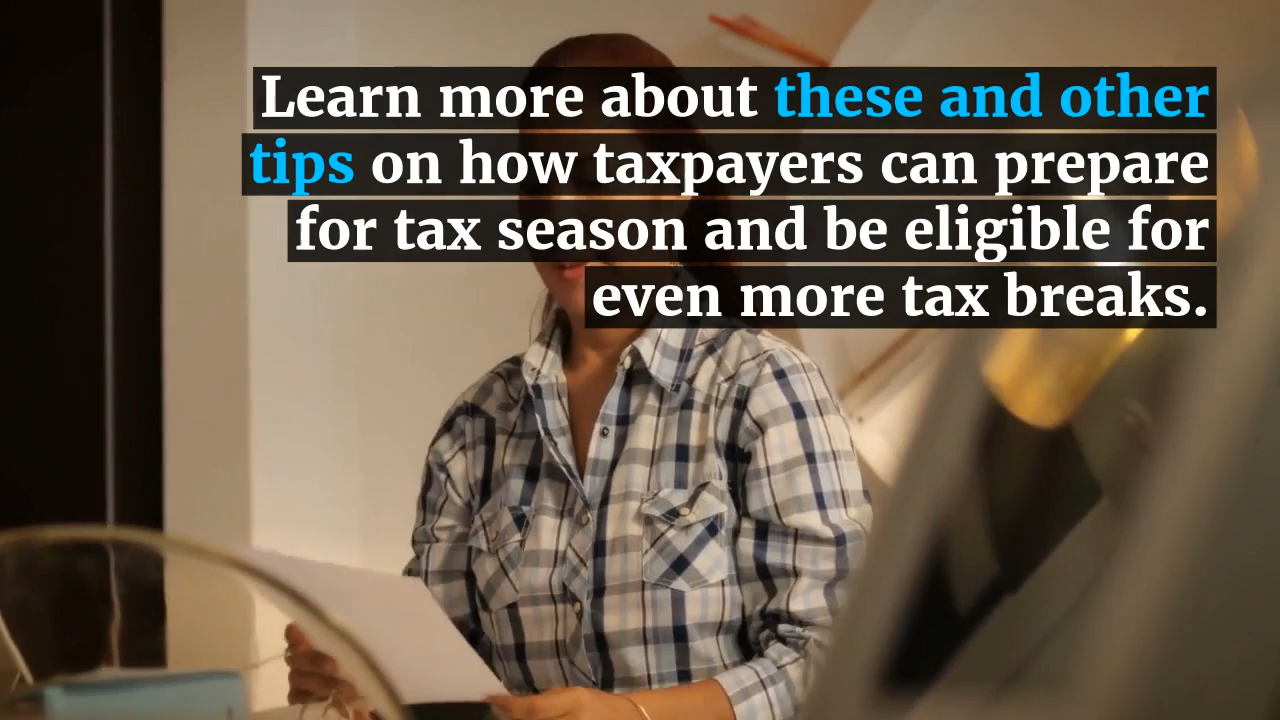 Learn more about these and other
tips on how taxpayers can prepare
for tax season and be eligible for
even more tax breaks.